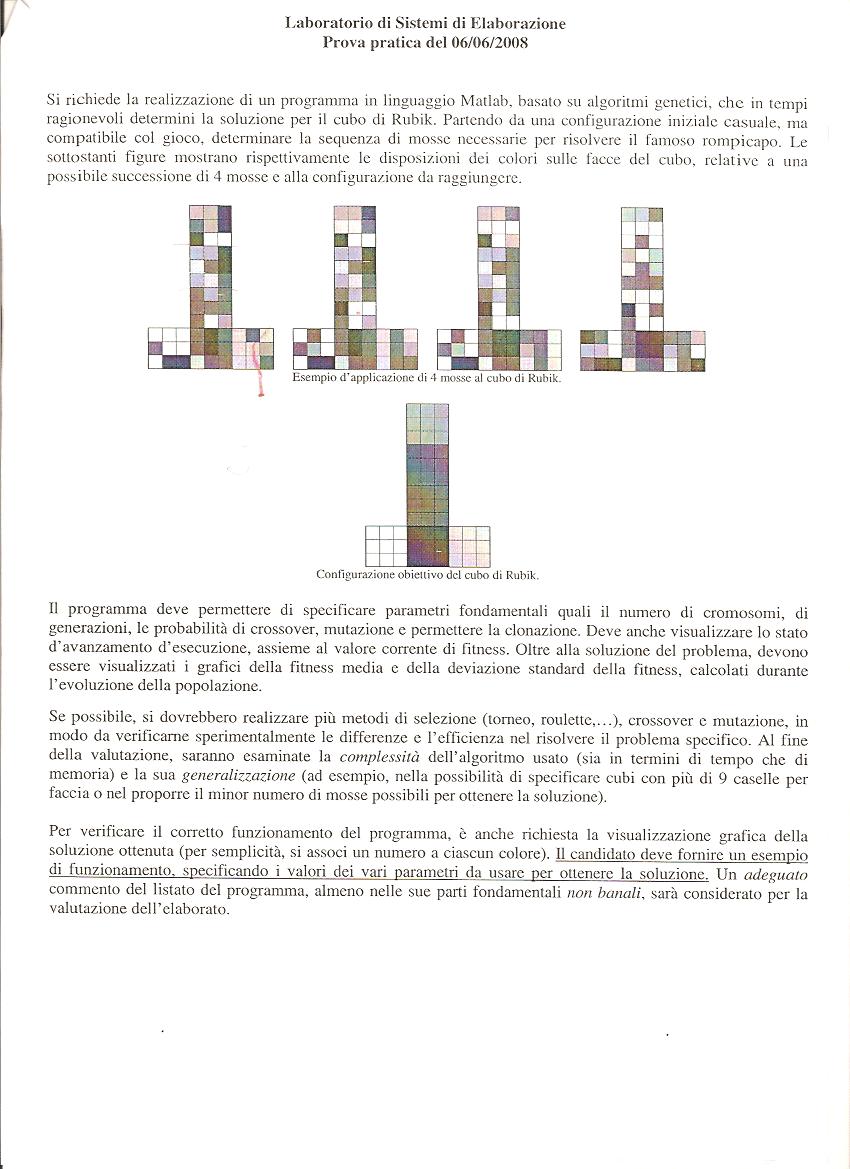 Laboratorio di Sistemi di Elaborazione
Prova pratica del 06/06/2008
Si richiede la realizzazione di un programma in linguaggio Matlab, basato su algoritmi genetici, che in tempi
ragionevoli determini la soluzione per il cubo di Rubik. Partendo da una configurazione iniziale casuale, ma
compatibile col gioco, determinare la sequenza di mosse necessarie per risolvere il famoso rompicapo. Le
sottostanti figure mostrano rispettivamente le disposizioni dei colori sulle facce del cubo, relative a una
possibile successione di 4 mosse e alla configurazione da raggiungere.
Esempio d'applicazione di 4 mosse al cubo di Rubik.
Configurazione obiettivo del cubo di Rubik.
Il programma deve permettere di specificare parametri fondamentali quali il numero di cromosomi, di
generazioni, le probabilità di crossover, mutazione e permettere la clonazione. Deve anche visualizzare lo stato
d'avanzamento d'esecuzione, assieme al valore corrente di fitness. Oltre alla soluzione del problema, devono
essere visualizzati i grafici della fitness media e della deviazione standard della fitness, calcolati durante
l'evoluzione della popolazione.
Se possibile, si dovrebbero realizzare più metodi di selezione (torneo, roulette,...), crossover e mutazione, in
modo da verificarne sperimentalmente le differenze e l'efficienza nel risolvere il problema specifico. Al fine
della valutazione, saranno esaminate la complessità dell'algoritmo usato (sia in termini di tempo che di
memoria) e la sua generalizzazione (ad esempio, nella possibilità di specificare cubi con più di 9 caselle per
faccia o nel proporre il minor numero di mosse possibili per ottenere la soluzione).
Per verificare il corretto funzionamento del programma, è anche richiesta la visualizzazione grafica della
soluzione ottenuta (per semplicità, si associ un numero a ciascun colore). Il candidato deve fornire un esempio
di funzionamento, specificando i valori dei vari parametri da usare per ottenere la soluzione. Un adeguato
commento del listato del programma, almeno nelle sue parti fondamentali non banali, sarà considerato per la
valutazione dell'elaborato.